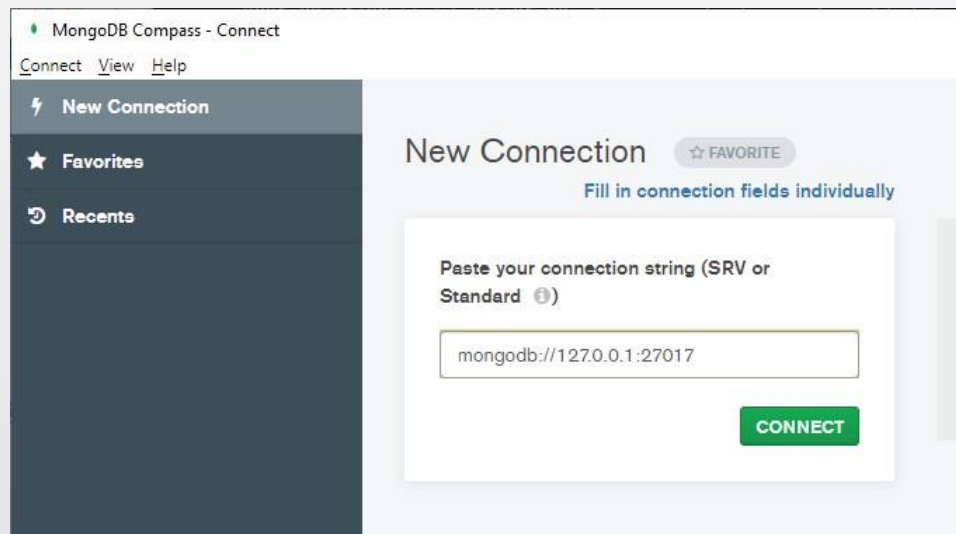 MongoDB Compass - Connect
Connect View Help
New Connection
Favorites
Recents
New Connection
FAVORITE
Fill in connection fields individually
Paste your connection string (SRV or
Standard )
mongodb://127.0.0.1:27017
CONNECT